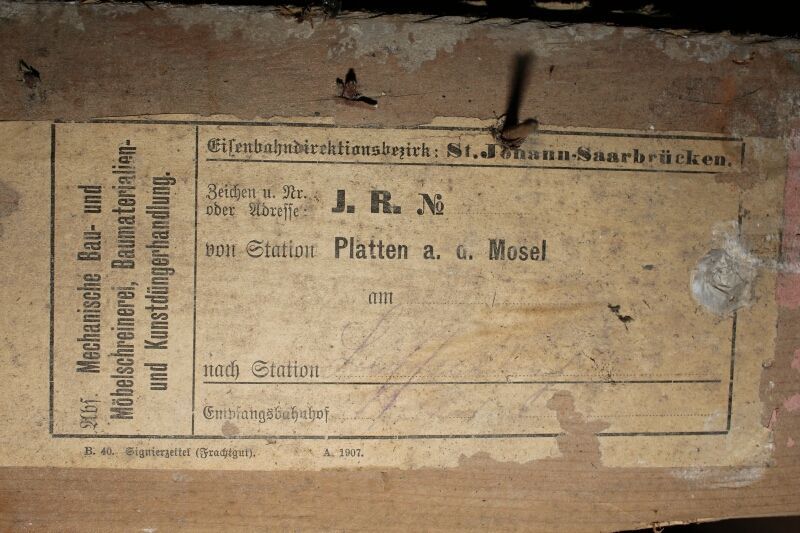 Abs. Mechanische Bau- und
Möbelschreinerei, Baumaterialien-
und Kunstdüngerhandlung.
Eisenbahndirektionsbezirk: St. Johann-Saarbrücken.
Zeichen u. Nr.
oder Adresse: J. R. №
von Station Platten a. d. Mosel
am
nach Station
Empfangsbahnhof
B. 40. Signierzettel (Frachtgut). A. 1907.